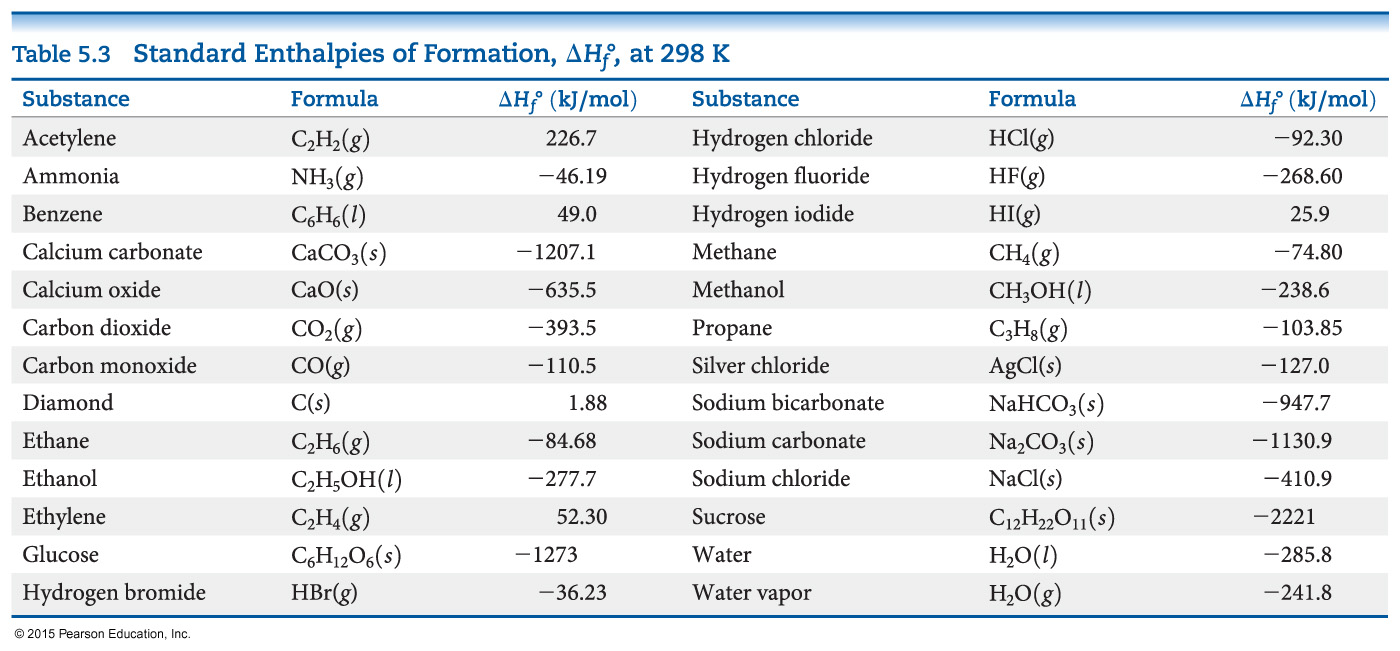 Table 5.3 Standard Enthalpies of Formation, ΔHf°, at 298 K
Substance Formula ΔHf° (kJ/mol) Substance Formula ΔHf° (kJ/mol)
Acetylene C₂H₂(g) 226.7 Hydrogen chloride HCl(g) −92.30
Ammonia NH₃(g) −46.19 Hydrogen fluoride HF(g) −268.60
Benzene C₆H₆(l) 49.0 Hydrogen iodide HI(g) 25.9
Calcium carbonate CaCO₃(s) −1207.1 Methane CH₄(g) −74.80
Calcium oxide CaO(s) −635.5 Methanol CH₃OH(l) −238.6
Carbon dioxide CO₂(g) −393.5 Propane C₃H₈(g) −103.85
Carbon monoxide CO(g) −110.5 Silver chloride AgCl(s) −127.0
Diamond C(s) 1.88 Sodium bicarbonate NaHCO₃(s) −947.7
Ethane C₂H₆(g) −84.68 Sodium carbonate Na₂CO₃(s) −1130.9
Ethanol C₂H₅OH(l) −277.7 Sodium chloride NaCl(s) −410.9
Ethylene C₂H₄(g) 52.30 Sucrose C₁₂H₂₂O₁₁(s) −2221
Glucose C₆H₁₂O₆(s) −1273 Water H₂O(l) −285.8
Hydrogen bromide HBr(g) −36.23 Water vapor H₂O(g) −241.8
© 2015 Pearson Education, Inc.